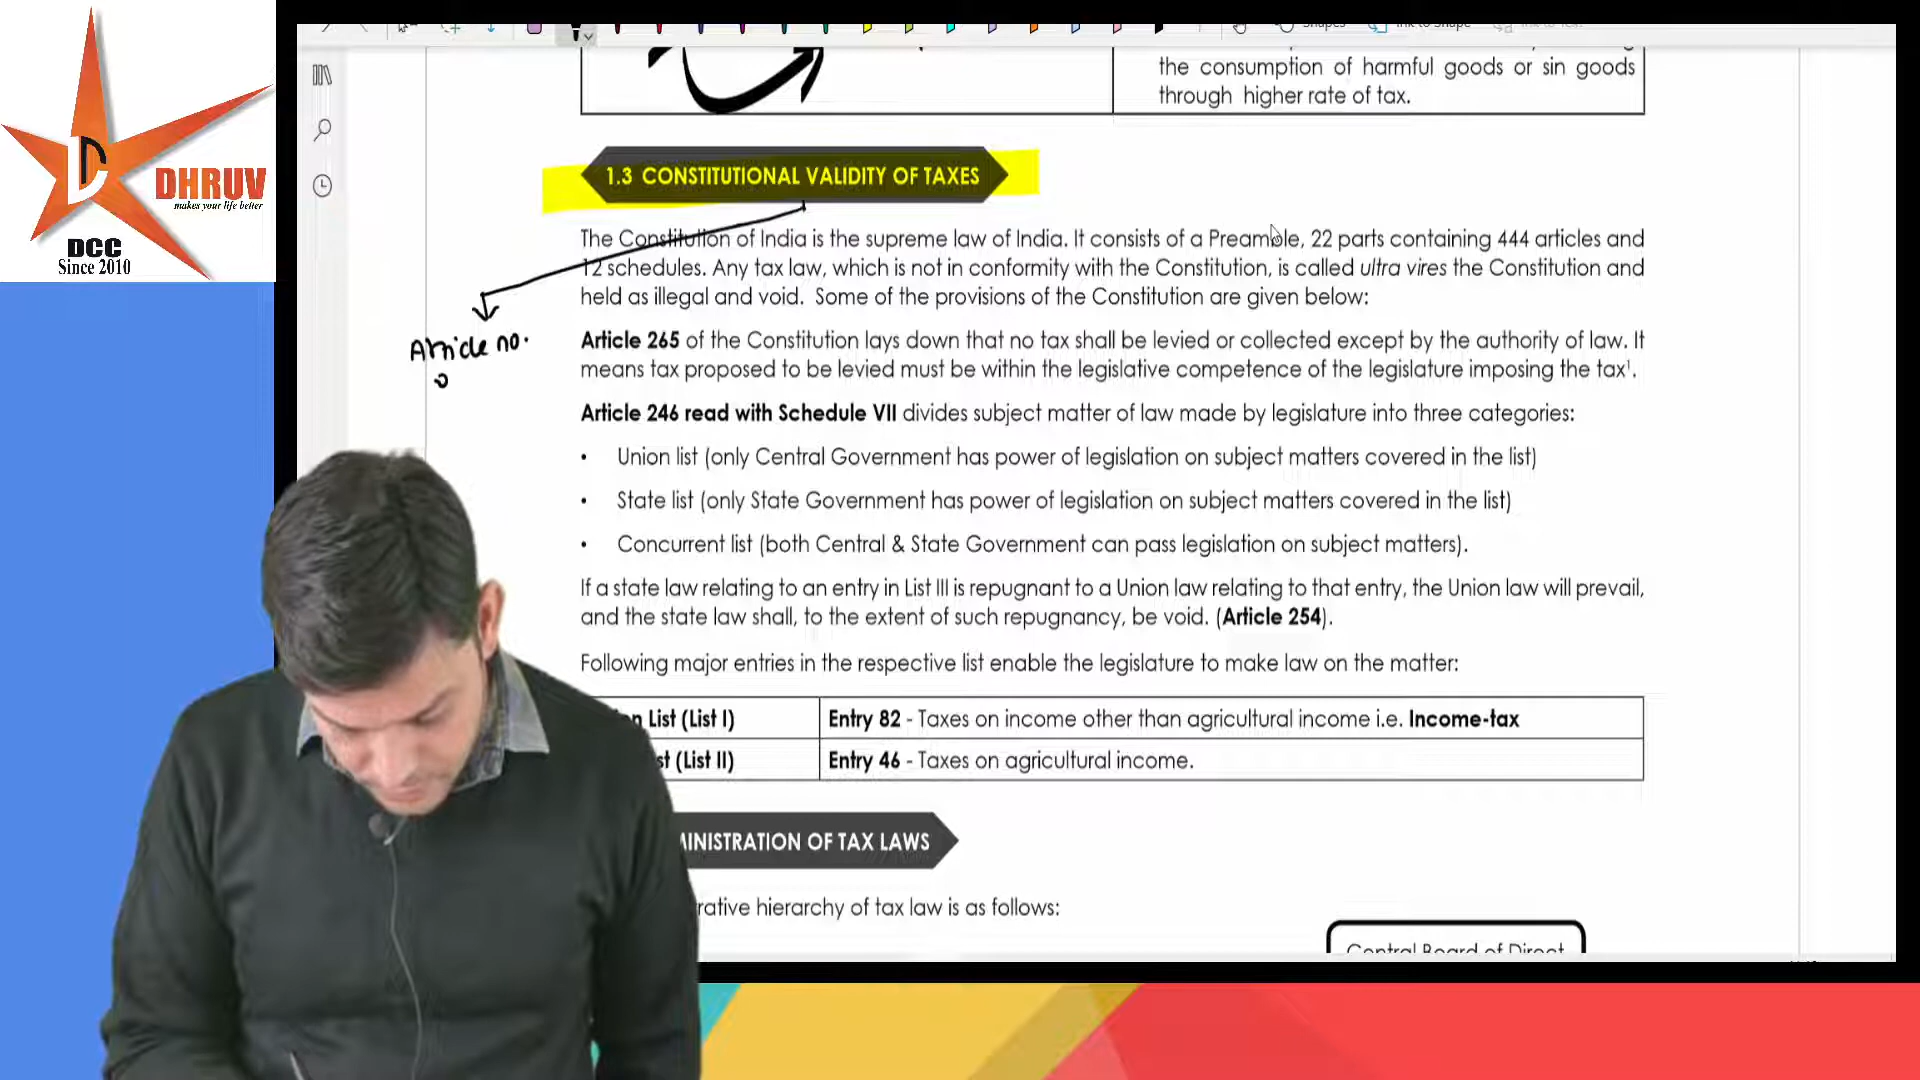 DC
DHRUV
makes your life better
DCC
Since 2010
the consumption of harmful goods or sin goods
through higher rate of tax.
1.3 CONSTITUTIONAL VALIDITY OF TAXES
The Constitution of India is the supreme law of India. It consists of a Preamble, 22 parts containing 444 articles and
12 schedules. Any tax law, which is not in conformity with the Constitution, is called ultra vires the Constitution and
held as illegal and void. Some of the provisions of the Constitution are given below:
Article no.
Article 265 of the Constitution lays down that no tax shall be levied or collected except by the authority of law. It
means tax proposed to be levied must be within the legislative competence of the legislature imposing the tax¹.
Article 246 read with Schedule VII divides subject matter of law made by legislature into three categories:
• Union list (only Central Government has power of legislation on subject matters covered in the list)
• State list (only State Government has power of legislation on subject matters covered in the list)
• Concurrent list (both Central & State Government can pass legislation on subject matters).
If a state law relating to an entry in List III is repugnant to a Union law relating to that entry, the Union law will prevail,
and the state law shall, to the extent of such repugnancy, be void. (Article 254).
Following major entries in the respective list enable the legislature to make law on the matter:
List (List I) Entry 82 - Taxes on income other than agricultural income i.e. Income-tax
(List II) Entry 46 - Taxes on agricultural income.
MINISTRATION OF TAX LAWS
rative hierarchy of tax law is as follows:
Central Board of Direct